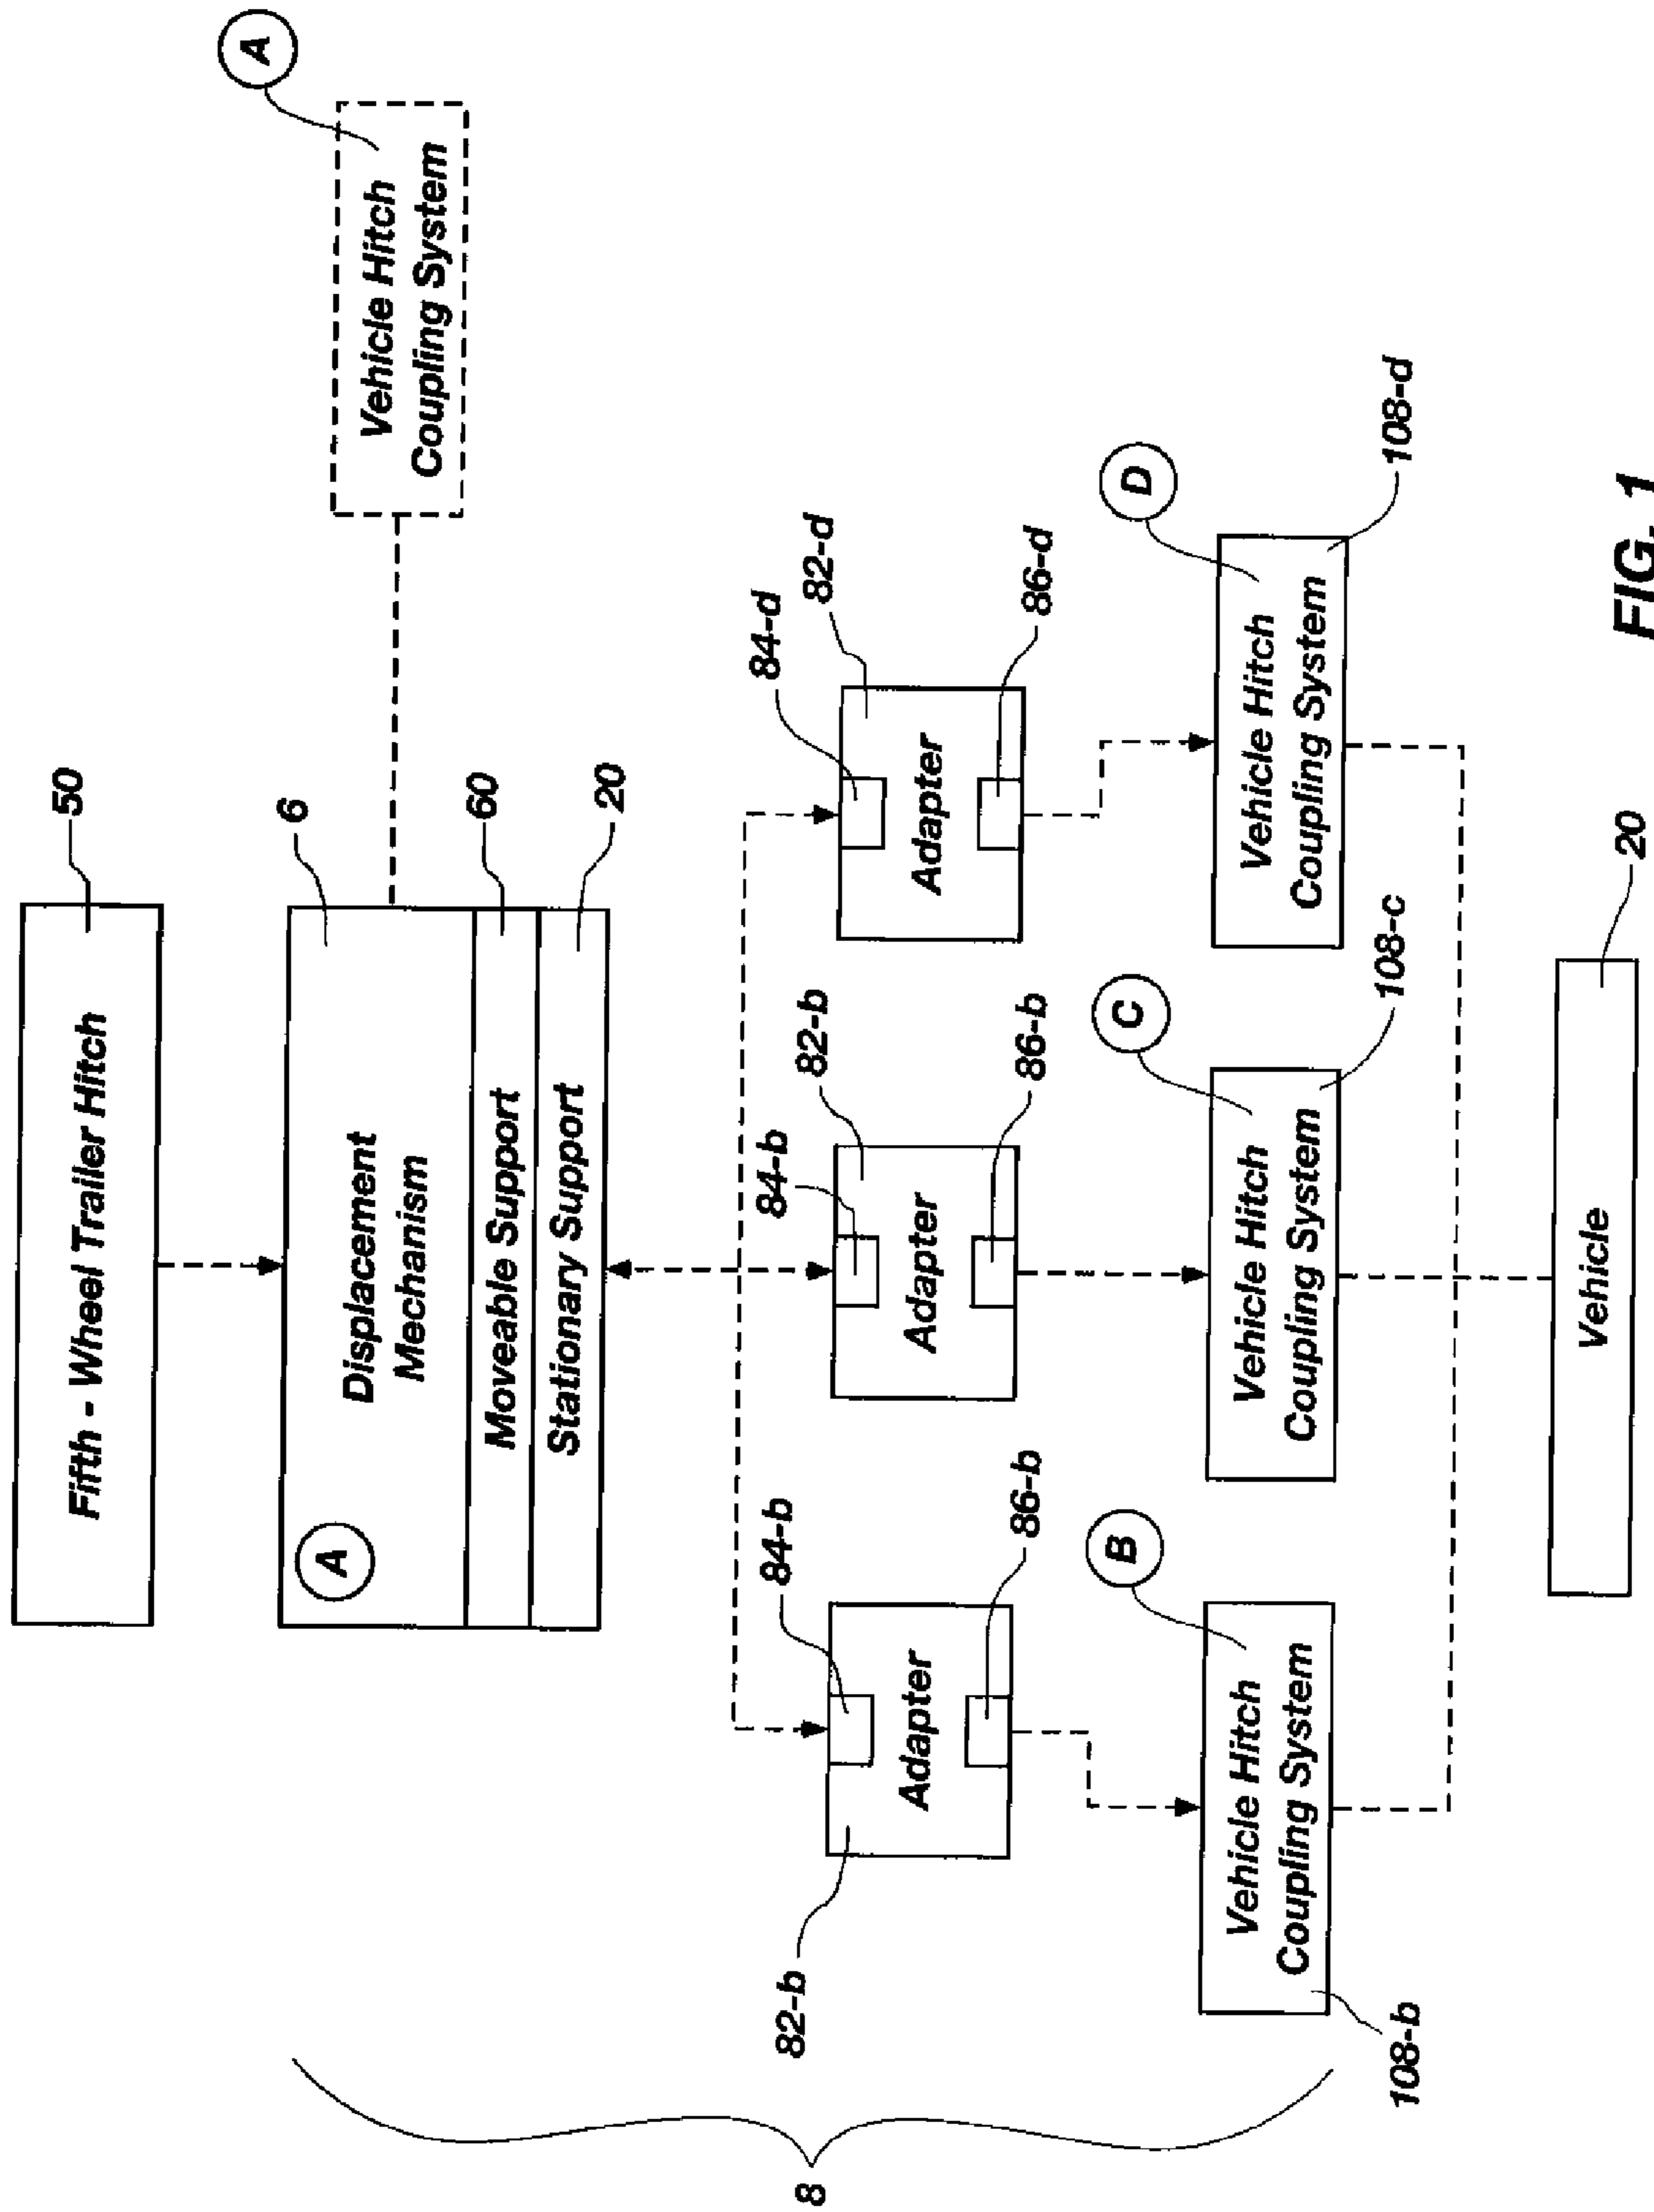 Fifth - Wheel Trailer Hitch
50
A
Displacement
Mechanism
6
Moveable Support
60
Stationary Support
20
A
Vehicle Hitch
Coupling System
8
82-b
84-b
Adapter
86-b
84-b
82-b
Adapter
86-b
84-d
82-d
Adapter
86-d
B
Vehicle Hitch
Coupling System
108-b
C
Vehicle Hitch
Coupling System
108-c
D
Vehicle Hitch
Coupling System
108-d
Vehicle
20
FIG. 1